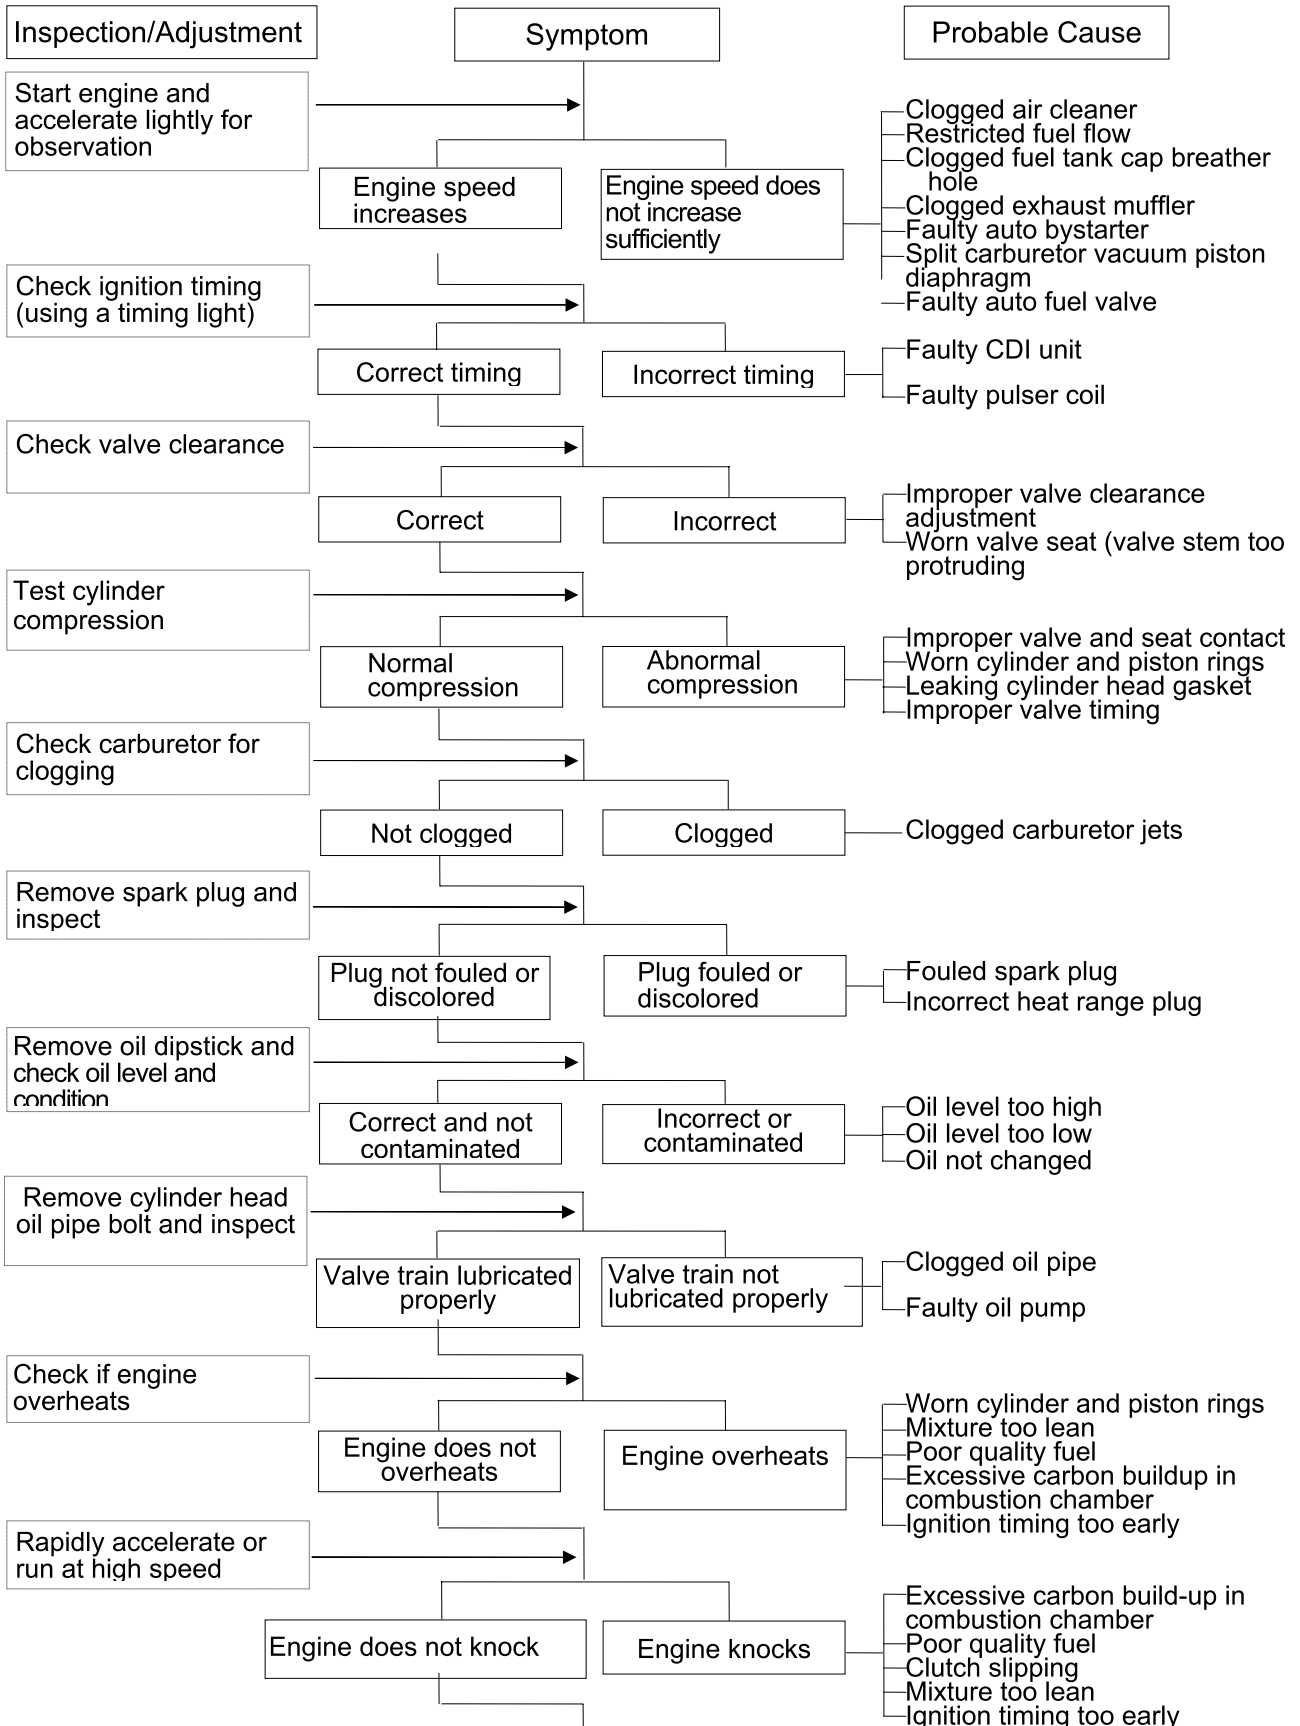 Inspection/Adjustment
Symptom
Probable Cause
Start engine and
accelerate lightly for
observation
Engine speed
increases
Engine speed does
not increase
sufficiently
Clogged air cleaner
Restricted fuel flow
Clogged fuel tank cap breather
hole
Clogged exhaust muffler
Faulty auto bystarter
Split carburetor vacuum piston
diaphragm
Faulty auto fuel valve
Check ignition timing
(using a timing light)
Correct timing
Incorrect timing
Faulty CDI unit
Faulty pulser coil
Check valve clearance
Correct
Incorrect
Improper valve clearance
adjustment
Worn valve seat (valve stem too
protruding
Test cylinder
compression
Normal
compression
Abnormal
compression
Improper valve and seat contact
Worn cylinder and piston rings
Leaking cylinder head gasket
Improper valve timing
Check carburetor for
clogging
Not clogged
Clogged
Clogged carburetor jets
Remove spark plug and
inspect
Plug not fouled or
discolored
Plug fouled or
discolored
Fouled spark plug
Incorrect heat range plug
Remove oil dipstick and
check oil level and
condition
Correct and not
contaminated
Incorrect or
contaminated
Oil level too high
Oil level too low
Oil not changed
Remove cylinder head
oil pipe bolt and inspect
Valve train lubricated
properly
Valve train not
lubricated properly
Clogged oil pipe
Faulty oil pump
Check if engine
overheats
Engine does not
overheats
Engine overheats
Worn cylinder and piston rings
Mixture too lean
Poor quality fuel
Excessive carbon buildup in
combustion chamber
Ignition timing too early
Rapidly accelerate or
run at high speed
Engine does not knock
Engine knocks
Excessive carbon build-up in
combustion chamber
Poor quality fuel
Clutch slipping
Mixture too lean
Ignition timing too early